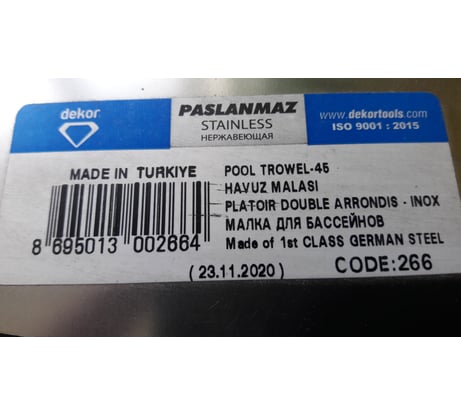 dekor
PASLANMAZ
STAINLESS
НЕРЖАВЕЮЩАЯ
www.dekortools.com
ISO 9001 : 2015
MADE IN TURKIYE
8 695013 002664
POOL TROWEL-45
HAVUZ MALASI
PLATOIR DOUBLE ARRONDIS - INOX
МАЛКА ДЛЯ БАССЕЙНОВ
Made of 1st CLASS GERMAN STEEL
(23.11.2020)
CODE:266